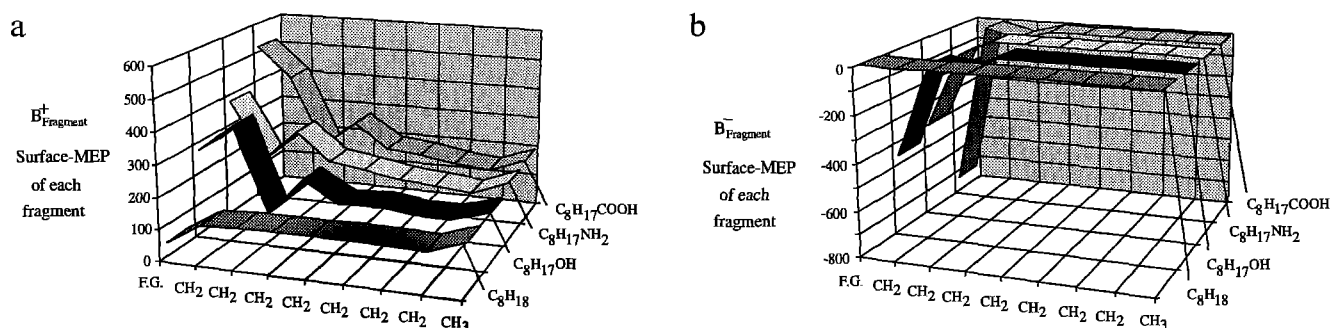 a
600
500
400
300
200
100
0
B+Fragment
Surface-MEP
of each
fragment
F.G. CH2 CH2 CH2 CH2 CH2 CH2 CH2 CH3
C8H17COOH
C8H17NH2
C8H17OH
C8H18
b
0
-200
-400
-600
-800
B-Fragment
Surface-MEP
of each
fragment
F.G. CH2 CH2 CH2 CH2 CH2 CH2 CH2 CH3
C8H17COOH
C8H17NH2
C8H17OH
C8H18